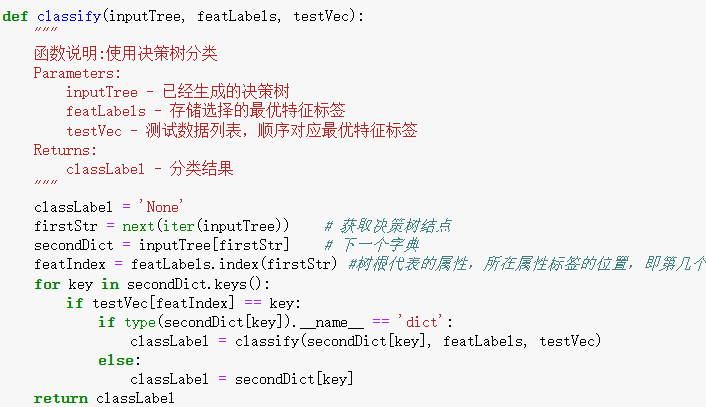 def classify(inputTree, featLabels, testVec):
    """
    函数说明:使用决策树分类
    Parameters:
        inputTree - 已经生成的决策树
        featLabels - 存储选择的最优特征标签
        testVec - 测试数据列表，顺序对应最优特征标签
    Returns:
        classLabel - 分类结果
    """
    classLabel = 'None'
    firstStr = next(iter(inputTree))    # 获取决策树结点
    secondDict = inputTree[firstStr]    # 下一个字典
    featIndex = featLabels.index(firstStr) #树根代表的属性，所在属性标签的位置，即第几个
    for key in secondDict.keys():
        if testVec[featIndex] == key:
            if type(secondDict[key]).__name__ == 'dict':
                classLabel = classify(secondDict[key], featLabels, testVec)
            else:
                classLabel = secondDict[key]
    return classLabel